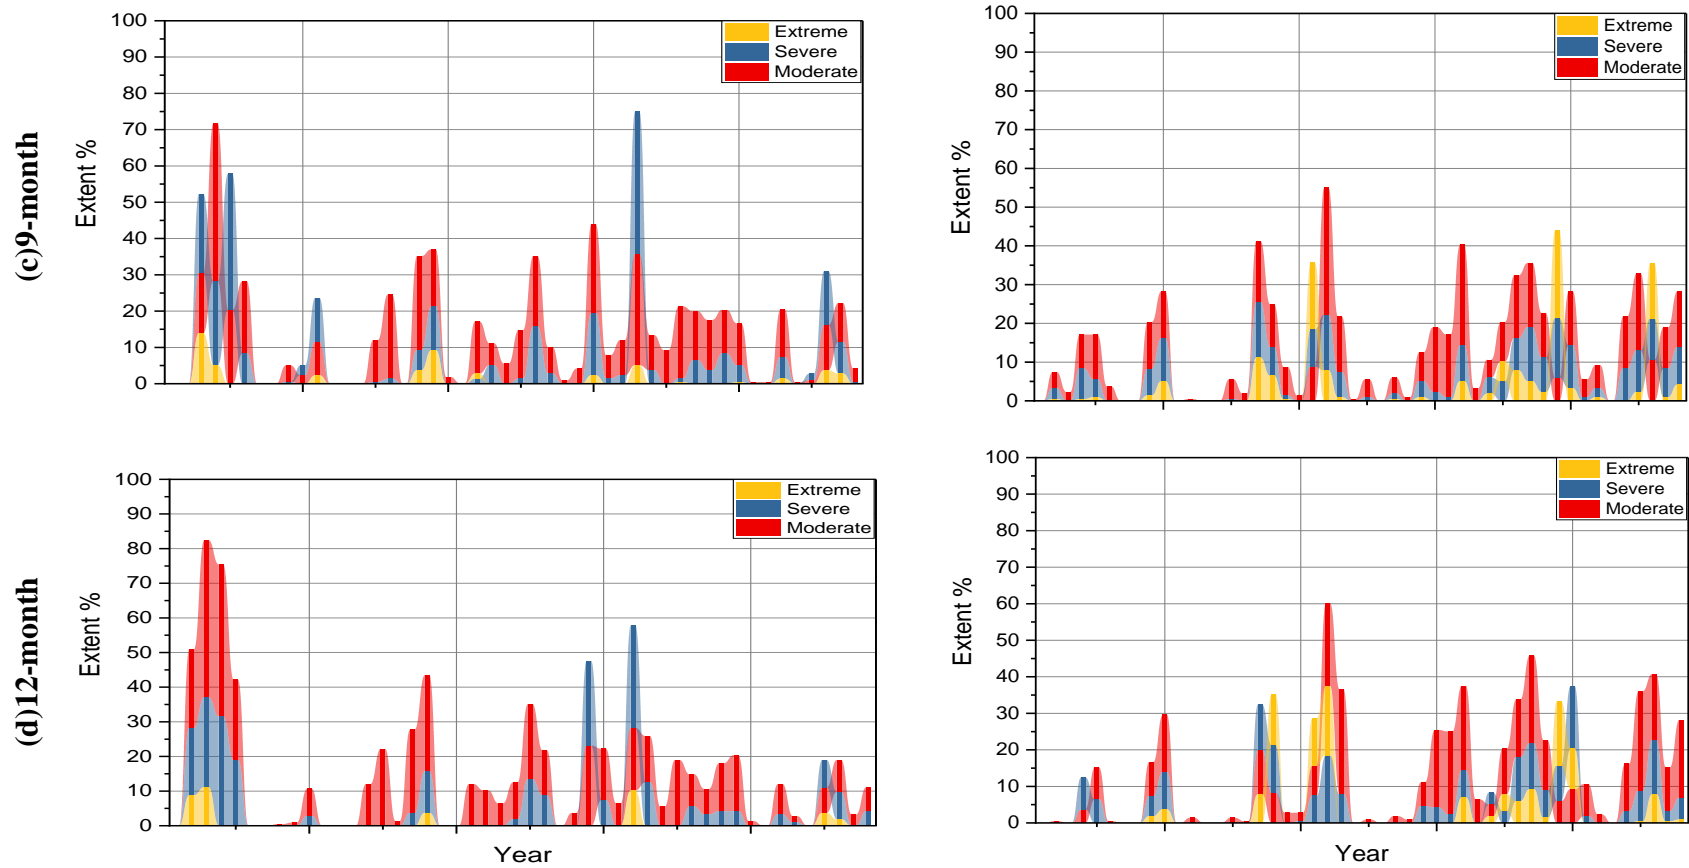 (c)9-month
Extent %
100
90
80
70
60
50
40
30
20
10
0
Extreme
Severe
Moderate
Extent %
100
90
80
70
60
50
40
30
20
10
0
Extreme
Severe
Moderate
(d)12-month
Extent %
100
90
80
70
60
50
40
30
20
10
0
Extreme
Severe
Moderate
Year
Extent %
100
90
80
70
60
50
40
30
20
10
0
Extreme
Severe
Moderate
Year